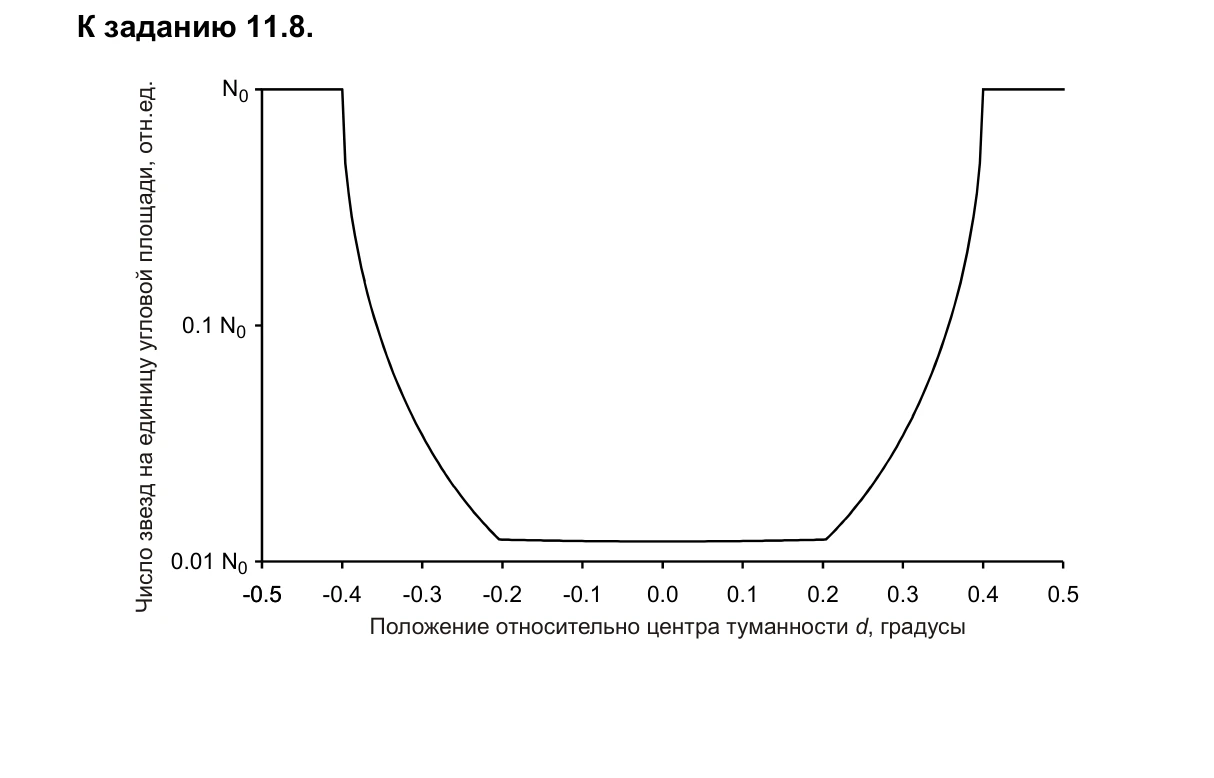 К заданию 11.8.
Число звезд на единицу угловой площади, отн.ед.
N0
0.1 N0
0.01 N0
-0.5 -0.4 -0.3 -0.2 -0.1 0.0 0.1 0.2 0.3 0.4 0.5
Положение относительно центра туманности d, градусы